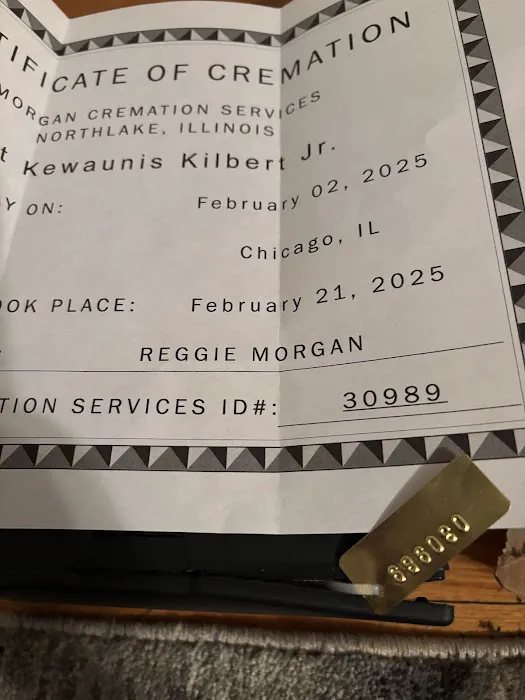 TIFICATE OF CREMATION
MORGAN CREMATION SERVICES
NORTHLAKE, ILLINOIS
t Kewaunis Kilbert Jr.
Y ON: February 02, 2025
Chicago, IL
OOK PLACE: February 21, 2025
REGGIE MORGAN
TION SERVICES ID#: 30989
696080